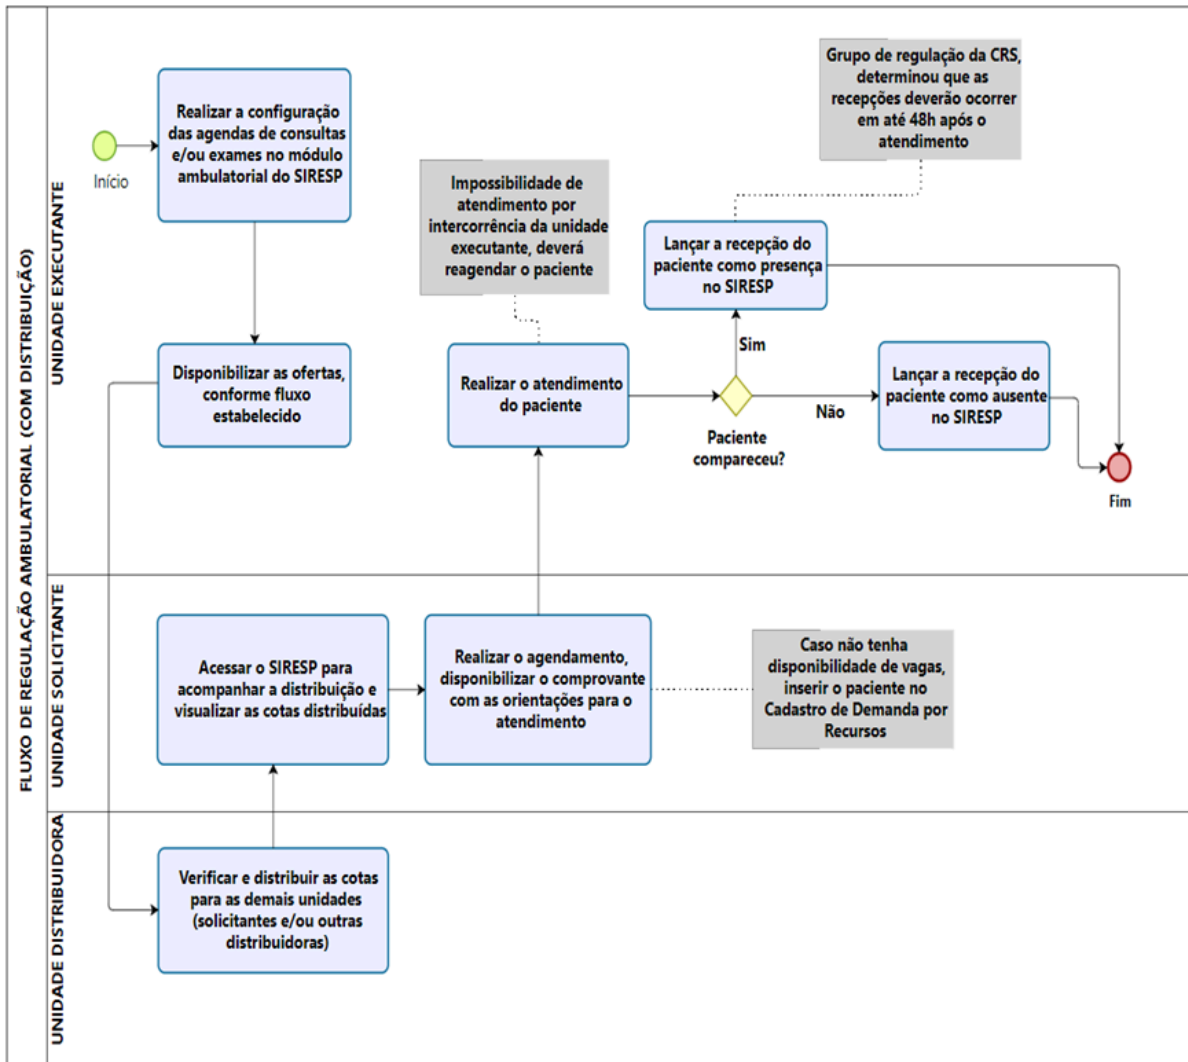 FLUXO DE REGULAÇÃO AMBULATORIAL (COM DISTRIBUIÇÃO)
UNIDADE EXECUTANTE
Início
Realizar a configuração
das agendas de consultas
e/ou exames no módulo
ambulatorial do SIRESP
Disponibilizar as ofertas,
conforme fluxo
estabelecido
Impossibilidade de
atendimento por
intercorrência da unidade
executante, deverá
reagendar o paciente
Realizar o atendimento
do paciente
Grupo de regulação da CRS,
determinou que as
recepções deverão ocorrer
em até 48h após o
atendimento
Lançar a recepção do
paciente como presença
no SIRESP
Sim
Não
Paciente
compareceu?
Lançar a recepção do
paciente como ausente
no SIRESP
Fim
UNIDADE SOLICITANTE
Acessar o SIRESP para
acompanhar a distribuição e
visualizar as cotas distribuídas
Realizar o agendamento,
disponibilizar o comprovante
com as orientações para o
atendimento
Caso não tenha
disponibilidade de vagas,
inserir o paciente no
Cadastro de Demanda por
Recursos
UNIDADE DISTRIBUIDORA
Verificar e distribuir as cotas
para as demais unidades
(solicitantes e/ou outras
distribuidoras)